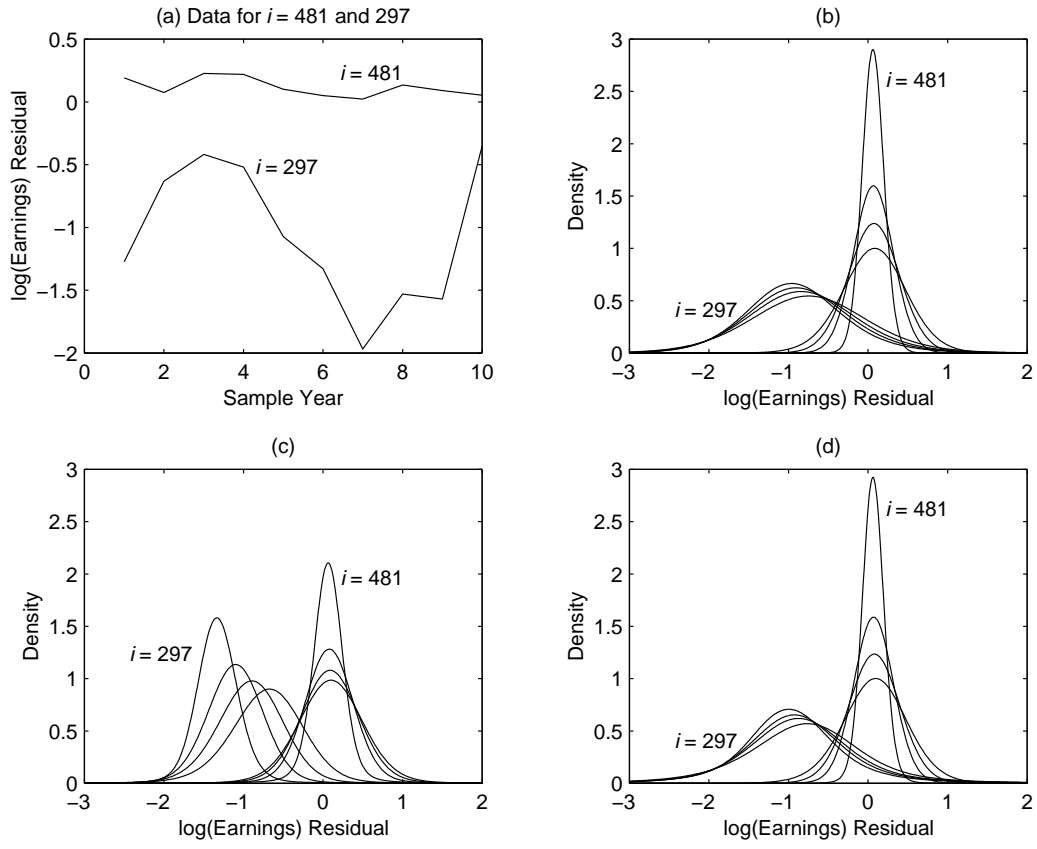 (a) Data for i = 481 and 297
0.5
0
−0.5
−1
−1.5
−2
0
2
4
6
8
10
log(Earnings) Residual
Sample Year
i = 481
i = 297
(b)
3
2.5
2
1.5
1
0.5
0
−3
−2
−1
0
1
2
Density
log(Earnings) Residual
i = 481
i = 297
(c)
3
2.5
2
1.5
1
0.5
0
−3
−2
−1
0
1
2
Density
log(Earnings) Residual
i = 481
i = 297
(d)
3
2.5
2
1.5
1
0.5
0
−3
−2
−1
0
1
2
Density
log(Earnings) Residual
i = 481
i = 297